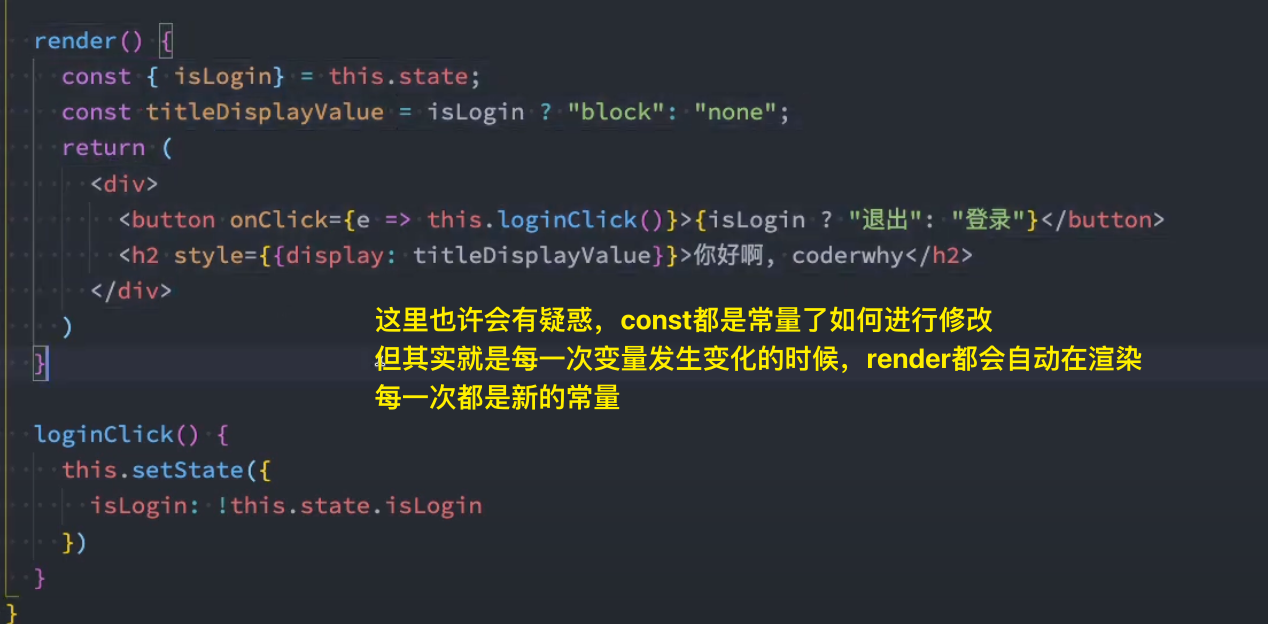 render() {
const { isLogin} = this.state;
const titleDisplayValue = isLogin ? "block": "none";
return (
<div>
<button onClick={e => this.loginClick()}>{isLogin ? "退出": "登录"}</button>
<h2 style={{display: titleDisplayValue}}>你好啊, coderwhy</h2>
</div>
)
}
这里也许会有疑惑，const都是常量了如何进行修改
但其实就是每一次变量发生变化的时候，render都会自动在渲染
每一次都是新的常量
loginClick() {
this.setState({
isLogin: !this.state.isLogin
})
}
}